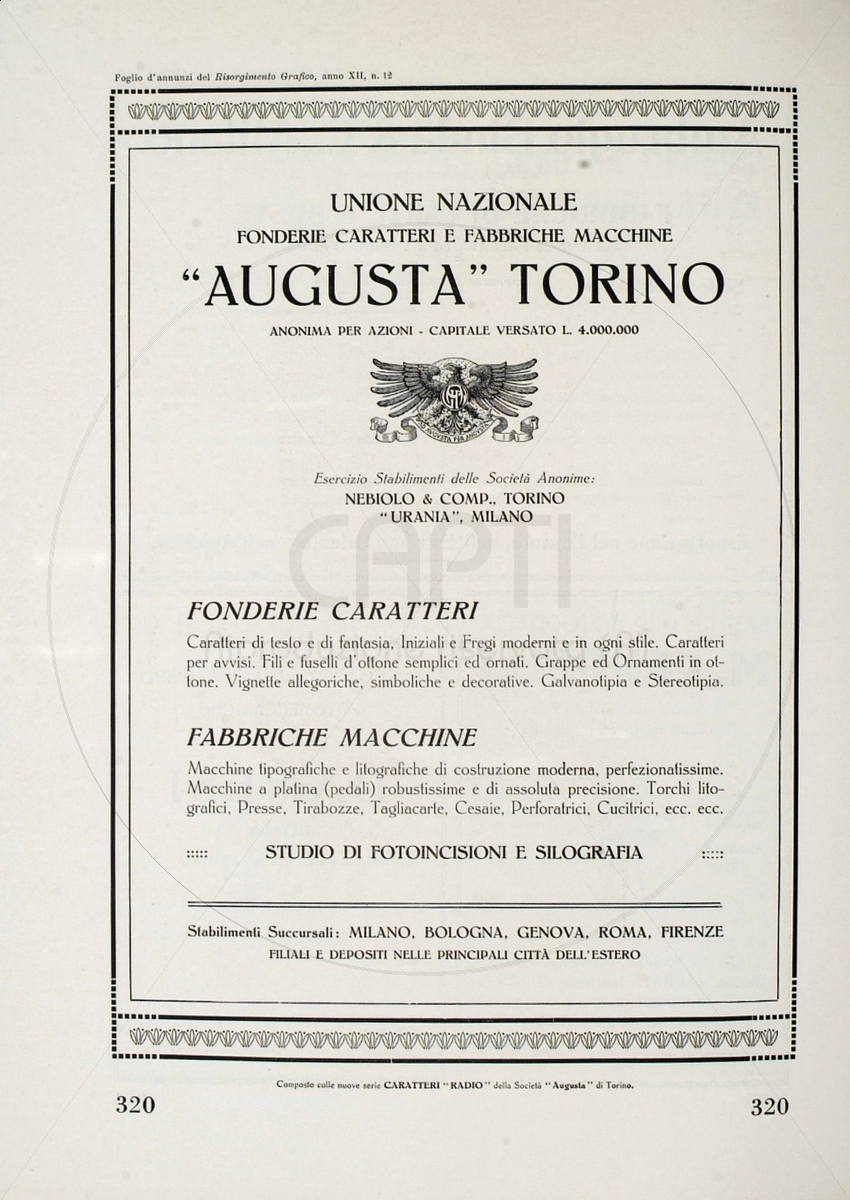 Foglio d'annunzi del Risorgimento Grafico, anno XII, n. 12
UNIONE NAZIONALE
FONDERIE CARATTERI E FABBRICHE MACCHINE
“AUGUSTA” TORINO
ANONIMA PER AZIONI - CAPITALE VERSATO L. 4.000.000
AUGUSTA PER ANGUSTA
Esercizio Stabilimenti delle Società Anonime:
NEBIOLO & COMP., TORINO
“URANIA”, MILANO
CAPTI
FONDERIE CARATTERI
Caratteri di testo e di fantasia, Iniziali e Fregi moderni e in ogni stile. Caratteri
per avvisi. Fili e fuselli d'ottone semplici ed ornati. Grappe ed Ornamenti in ot-
tone. Vignette allegoriche, simboliche e decorative. Galvanotipia e Stereotipia.
FABBRICHE MACCHINE
Macchine tipografiche e litografiche di costruzione moderna, perfezionatissime.
Macchine a platina (pedali) robustissime e di assoluta precisione. Torchi lito-
grafici, Presse, Tirabozze, Tagliacarte, Cesaie, Perforatrici, Cucitrici, ecc. ecc.
::::: STUDIO DI FOTOINCISIONI E SILOGRAFIA :::::
Stabilimenti Succursali: MILANO, BOLOGNA, GENOVA, ROMA, FIRENZE
FILIALI E DEPOSITI NELLE PRINCIPALI CITTÀ DELL'ESTERO
Composto colle nuove serie CARATTERI “RADIO” della Società “Augusta” di Torino.
320 320